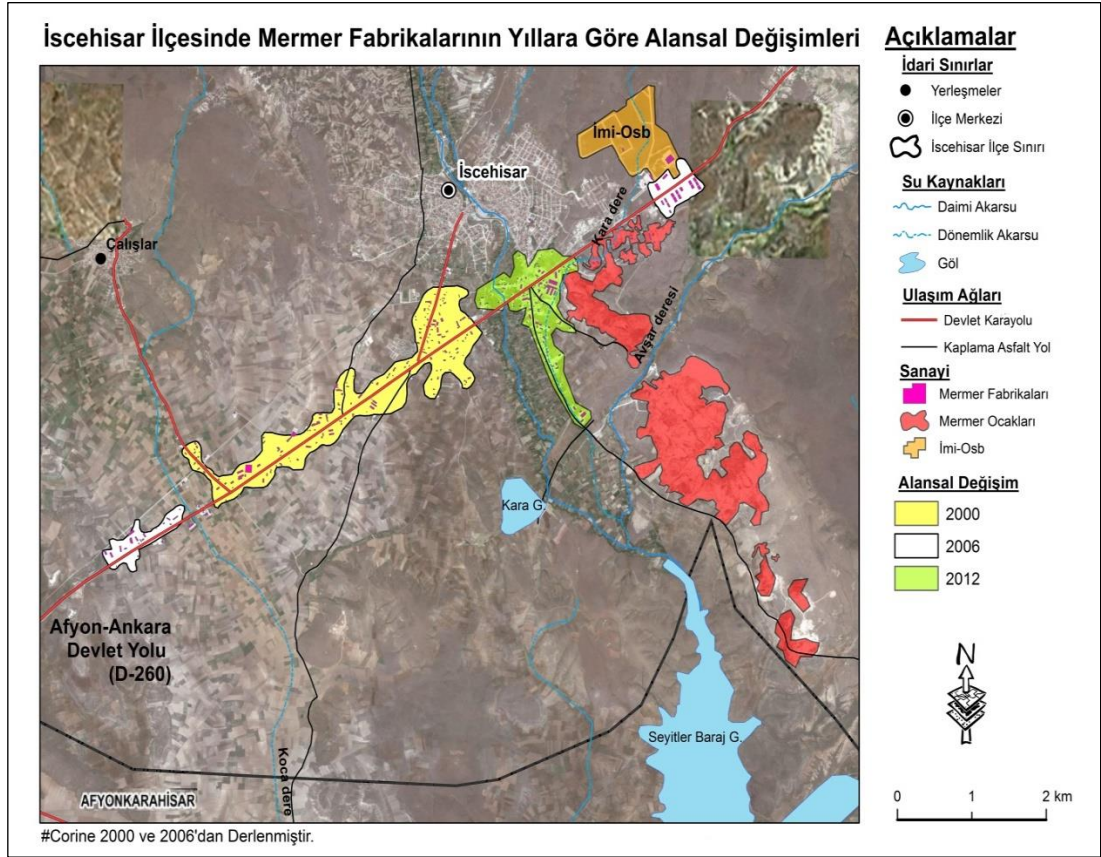 İscehisar İlçesinde Mermer Fabrikalarının Yıllara Göre Alansal Değişimleri
İmi-Osb
İscehisar
Kara dere
Çalışlar
Avşar deresi
Kara G.
Afyon-Ankara
Devlet Yolu
(D-260)
Seyitler Baraj G.
Koca dere
AFYONKARAHİSAR
#Corine 2000 ve 2006'dan Derlenmiştir.
Açıklamalar
İdari Sınırlar
Yerleşmeler
İlçe Merkezi
İscehisar İlçe Sınırı
Su Kaynakları
Daimi Akarsu
Dönemlik Akarsu
Göl
Ulaşım Ağları
Devlet Karayolu
Kaplama Asfalt Yol
Sanayi
Mermer Fabrikaları
Mermer Ocakları
İmi-Osb
Alansal Değişim
2000
2006
2012
N
0 1 2 km